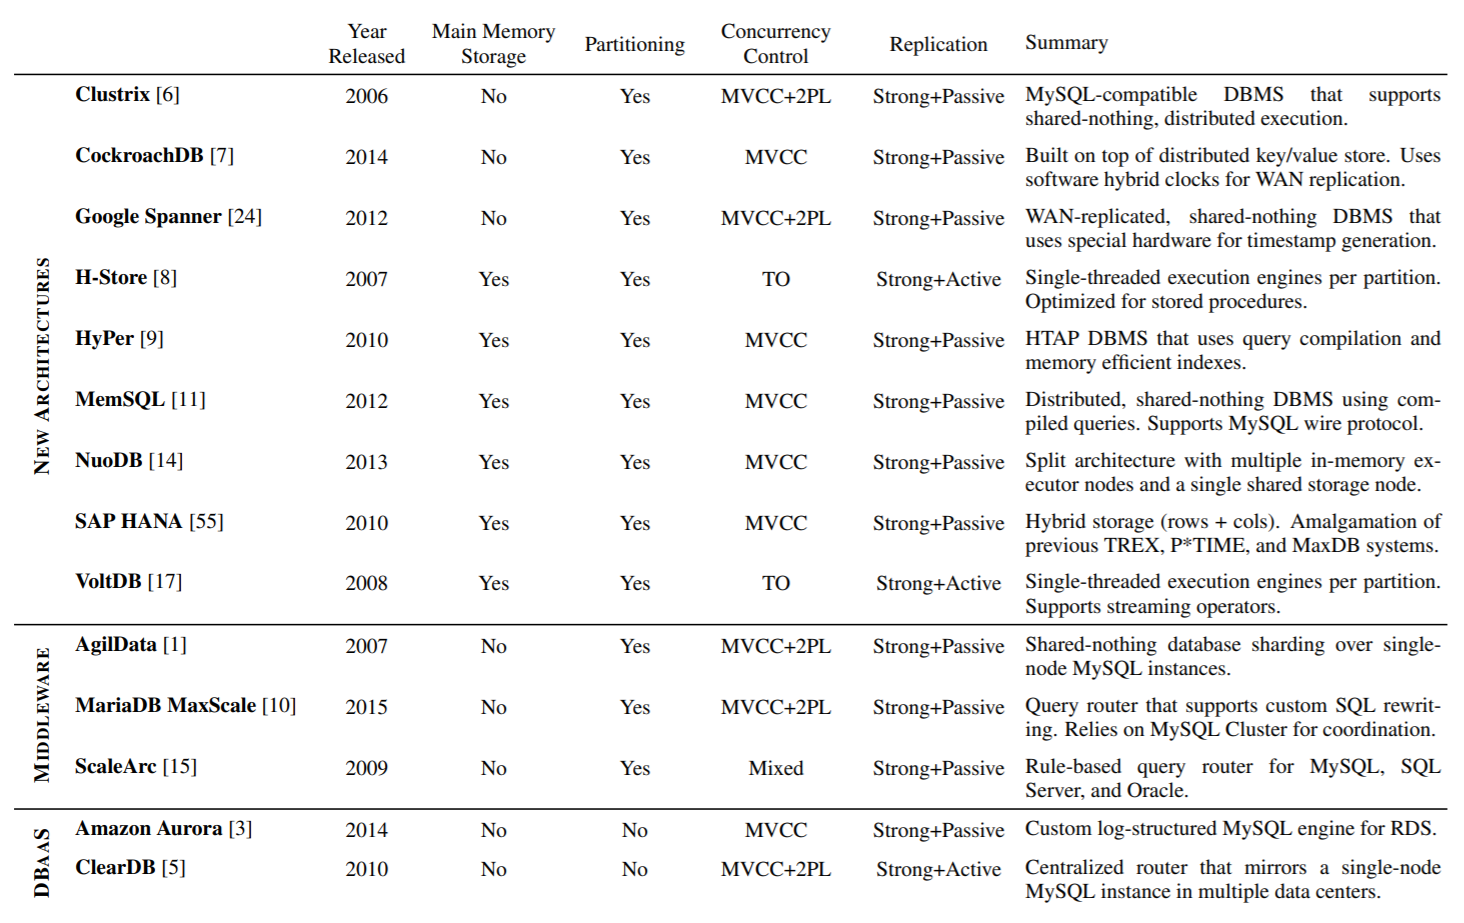 Year Released Main Memory Storage Partitioning Concurrency Control Replication Summary
NEW ARCHITECTURES
Clustrix [6] 2006 No Yes MVCC+2PL Strong+Passive MySQL-compatible DBMS that supports
shared-nothing, distributed execution.
CockroachDB [7] 2014 No Yes MVCC Strong+Passive Built on top of distributed key/value store. Uses
software hybrid clocks for WAN replication.
Google Spanner [24] 2012 No Yes MVCC+2PL Strong+Passive WAN-replicated, shared-nothing DBMS that
uses special hardware for timestamp generation.
H-Store [8] 2007 Yes Yes TO Strong+Active Single-threaded execution engines per partition.
Optimized for stored procedures.
HyPer [9] 2010 Yes Yes MVCC Strong+Passive HTAP DBMS that uses query compilation and
memory efficient indexes.
MemSQL [11] 2012 Yes Yes MVCC Strong+Passive Distributed, shared-nothing DBMS using com-
piled queries. Supports MySQL wire protocol.
NuoDB [14] 2013 Yes Yes MVCC Strong+Passive Split architecture with multiple in-memory ex-
ecutor nodes and a single shared storage node.
SAP HANA [55] 2010 Yes Yes MVCC Strong+Passive Hybrid storage (rows + cols). Amalgamation of
previous TREX, P*TIME, and MaxDB systems.
VoltDB [17] 2008 Yes Yes TO Strong+Active Single-threaded execution engines per partition.
Supports streaming operators.
MIDDLEWARE
AgilData [1] 2007 No Yes MVCC+2PL Strong+Passive Shared-nothing database sharding over single-
node MySQL instances.
MariaDB MaxScale [10] 2015 No Yes MVCC+2PL Strong+Passive Query router that supports custom SQL rewrit-
ing. Relies on MySQL Cluster for coordination.
ScaleArc [15] 2009 No Yes Mixed Strong+Passive Rule-based query router for MySQL, SQL
Server, and Oracle.
DBAAS
Amazon Aurora [3] 2014 No No MVCC Strong+Passive Custom log-structured MySQL engine for RDS.
ClearDB [5] 2010 No No MVCC+2PL Strong+Active Centralized router that mirrors a single-node
MySQL instance in multiple data centers.